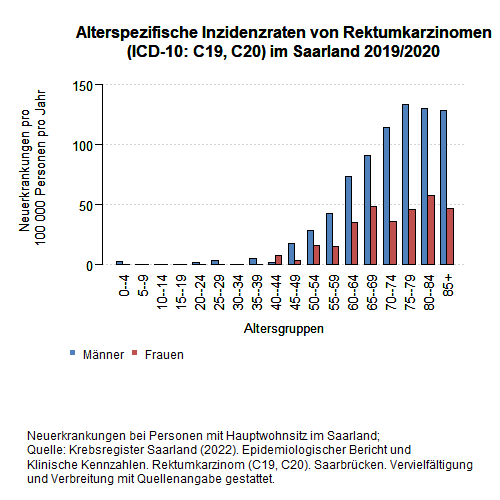 Alterspezifische Inzidenzraten von Rektumkarzinomen
(ICD-10: C19, C20) im Saarland 2019/2020
Neuerkrankungen pro
100 000 Personen pro Jahr
150
100
50
0
0--4
5--9
10--14
15--19
20--24
25--29
30--34
35--39
40--44
45--49
50--54
55--59
60--64
65--69
70--74
75--79
80--84
85+
Altersgruppen
Männer Frauen
Neuerkrankungen bei Personen mit Hauptwohnsitz im Saarland;
Quelle: Krebsregister Saarland (2022). Epidemiologischer Bericht und
Klinische Kennzahlen. Rektumkarzinom (C19, C20). Saarbrücken. Vervielfältigung
und Verbreitung mit Quellenangabe gestattet.